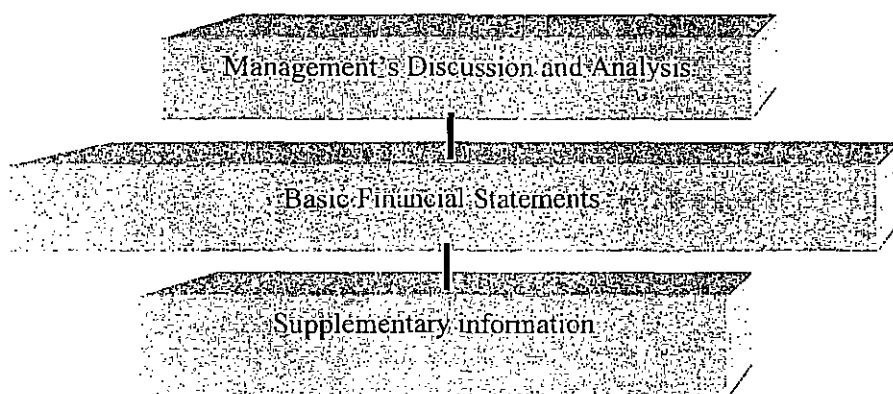 Management's Discussion and Analysis
Basic Financial Statements
Supplementary information